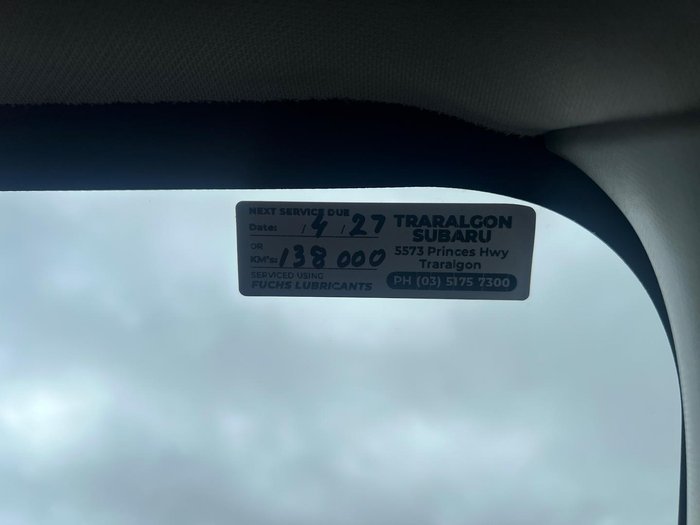 NEXT SERVICE DUE
Date: /4/27
OR
KM's: 138 000
SERVICED USING
FUCHS LUBRICANTS
TRARALGON
SUBARU
5573 Princes Hwy
Traralgon
PH (03) 5175 7300